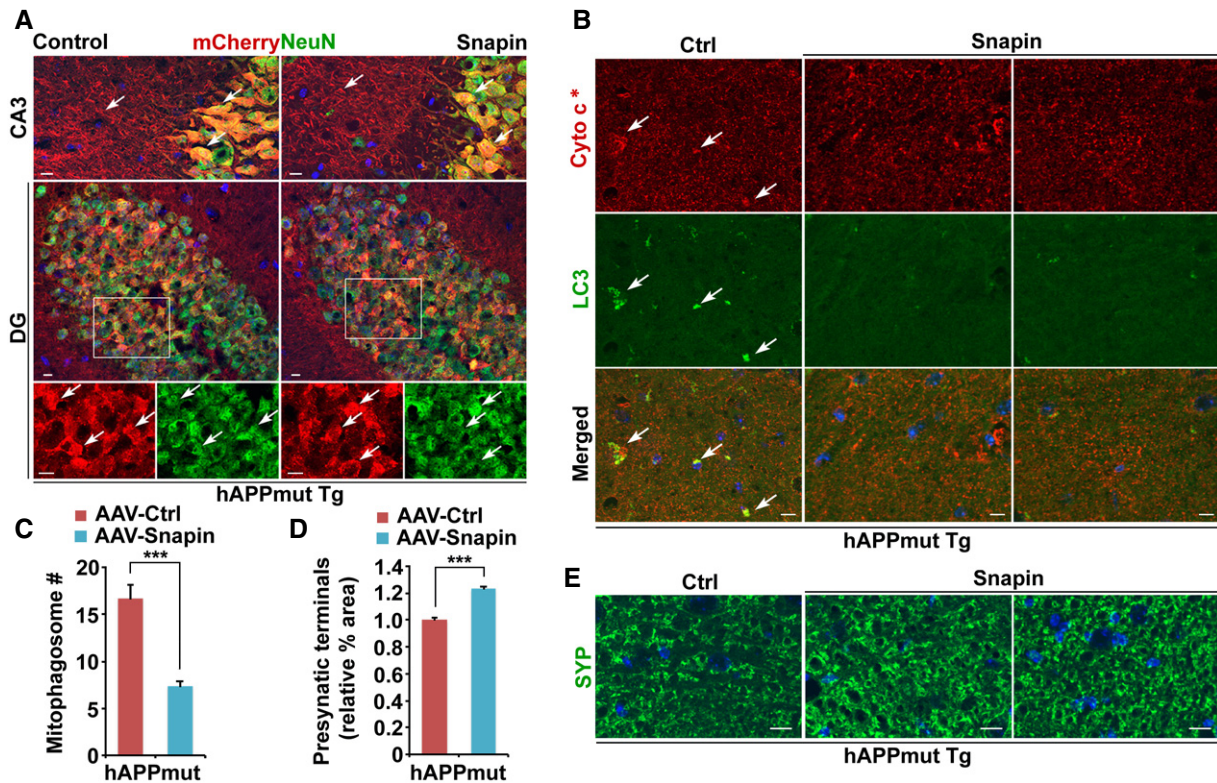 A
Control mCherryNeuN Snapin
CA3
DG
hAPPmut Tg
B
Ctrl Snapin
Cyto c *
LC3
Merged
hAPPmut Tg
C
AAV-Ctrl
AAV-Snapin
***
Mitophagosome #
20
15
10
5
0
hAPPmut
D
AAV-Ctrl
AAV-Snapin
***
Presynatic terminals
(relative % area)
1.4
1.2
1.0
0.8
0.6
0.4
0.2
0
hAPPmut
E
Ctrl Snapin
SYP
hAPPmut Tg